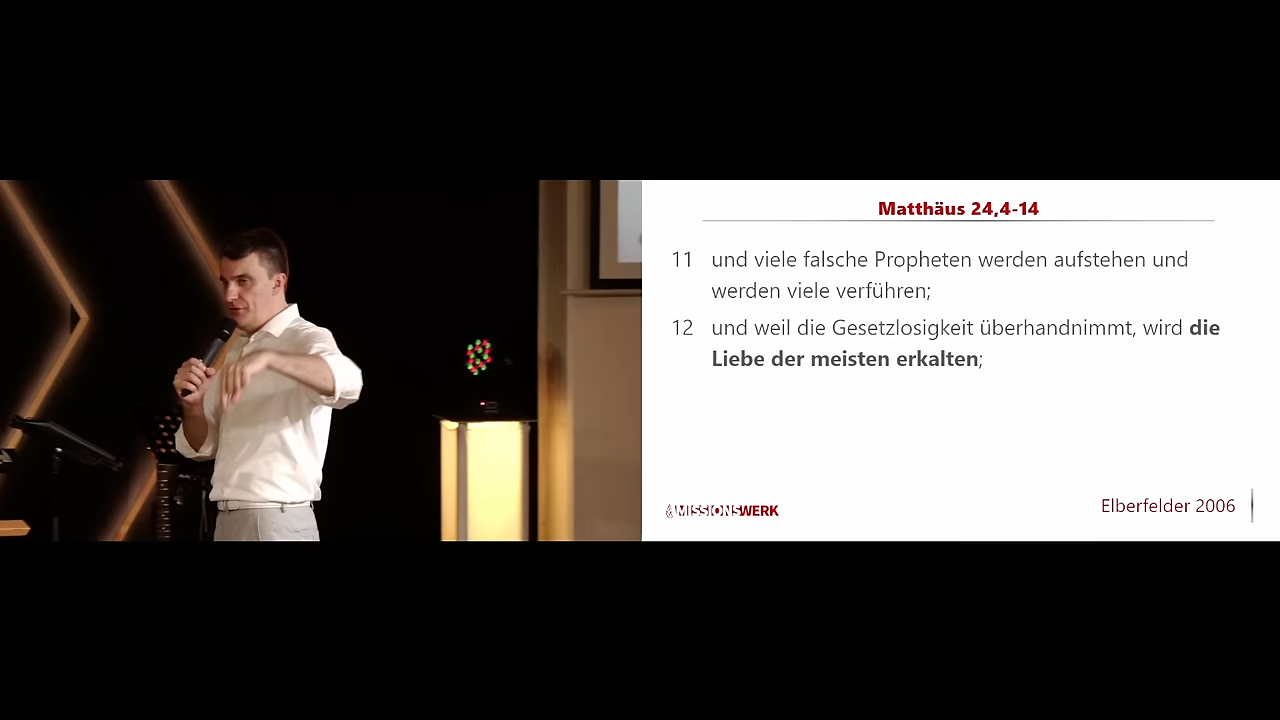 Matthäus 24,4-14
11 und viele falsche Propheten werden aufstehen und
werden viele verführen;
12 und weil die Gesetzlosigkeit überhandnimmt, wird die
Liebe der meisten erkalten;
MISSIONSWERK
Elberfelder 2006